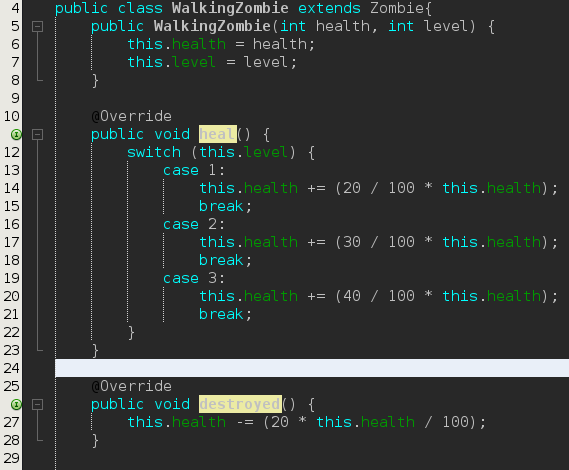 4 public class WalkingZombie extends Zombie{
5     public WalkingZombie(int health, int level) {
6         this.health = health;
7         this.level = level;
8     }
9
10     @Override
    public void heal() {
12         switch (this.level) {
13             case 1:
14                 this.health += (20 / 100 * this.health);
15                 break;
16             case 2:
17                 this.health += (30 / 100 * this.health);
18                 break;
19             case 3:
20                 this.health += (40 / 100 * this.health);
21                 break;
22         }
23     }
24
25     @Override
    public void destroyed() {
27         this.health -= (20 * this.health / 100);
28     }
29